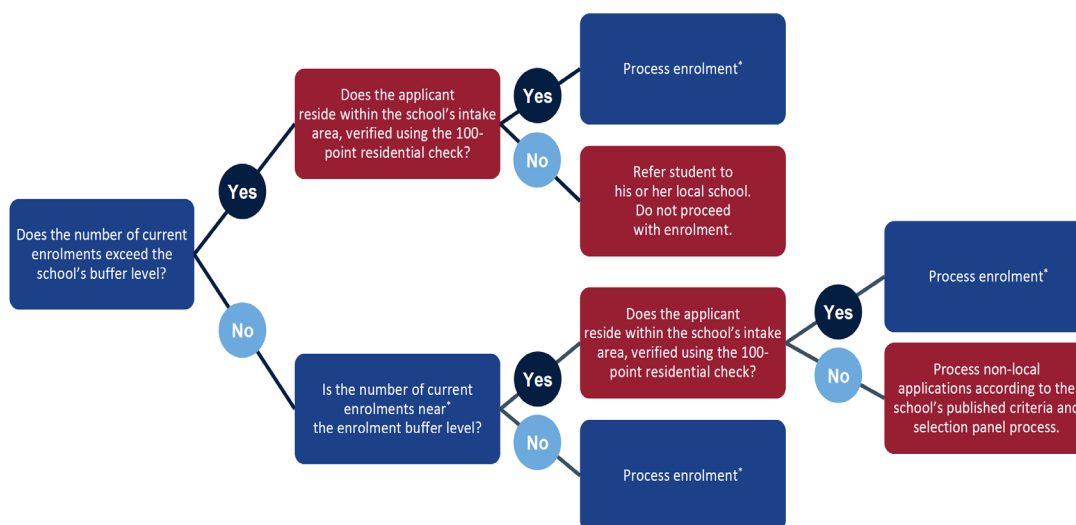 Does the number of current
enrolments exceed the
school's buffer level?
Yes
No
Does the applicant
reside within the school's intake
area, verified using the 100-
point residential check?
Yes
No
Process enrolment*
Refer student to
his or her local school.
Do not proceed
with enrolment.
Is the number of current
enrolments near*
the enrolment buffer level?
Yes
No
Does the applicant
reside within the school's intake
area, verified using the 100-
point residential check?
Yes
No
Process enrolment*
Process non-local
applications according to the
school's published criteria and
selection panel process.
Process enrolment*